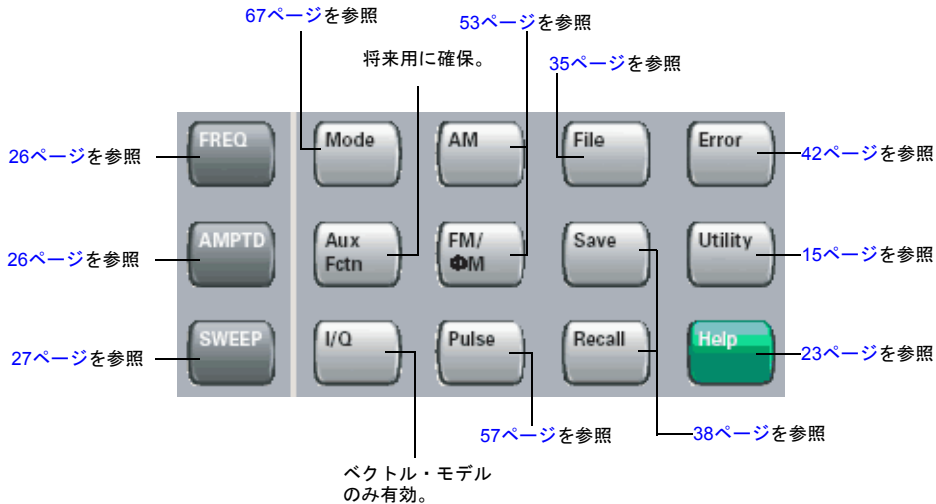 67ページを参照
53ページを参照
将来用に確保。
35ページを参照
FREQ
Mode
AM
File
Error
26ページを参照
42ページを参照
AMPTD
Aux
Fctn
FM/
ΦM
Save
Utility
26ページを参照
15ページを参照
SWEEP
I/Q
Pulse
Recall
Help
27ページを参照
23ページを参照
57ページを参照
38ページを参照
ベクトル・モデル
のみ有効。